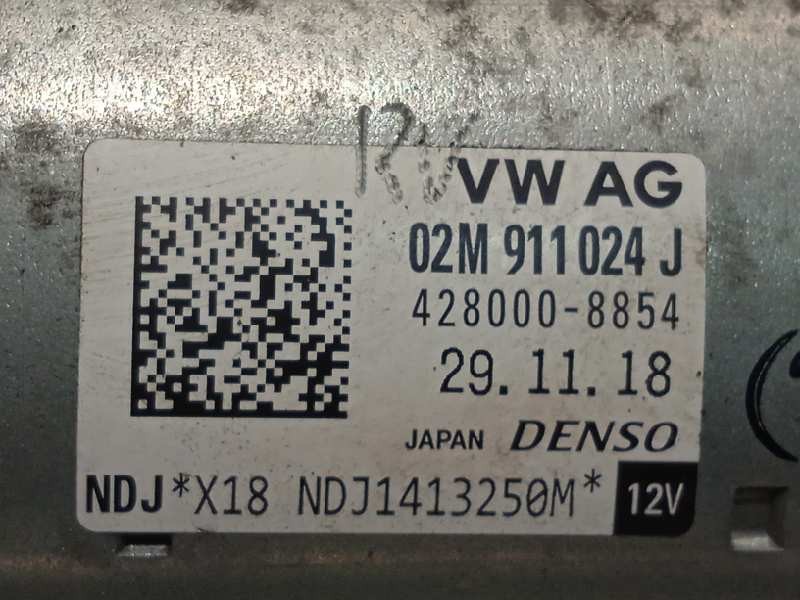 VW AG
02M 911 024 J
428000-8854
29.11.18
JAPAN DENSO
NDJ*X18 NDJ1413250M* 12V